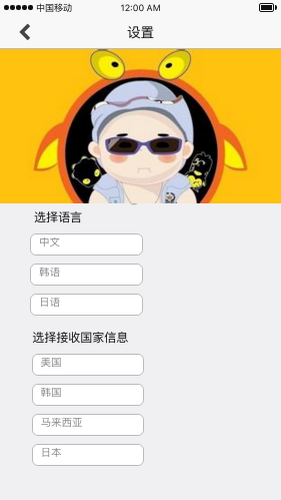 中国移动 12:00 AM
设置
选择语言
中文
韩语
日语
选择接收国家信息
美国
韩国
马来西亚
日本